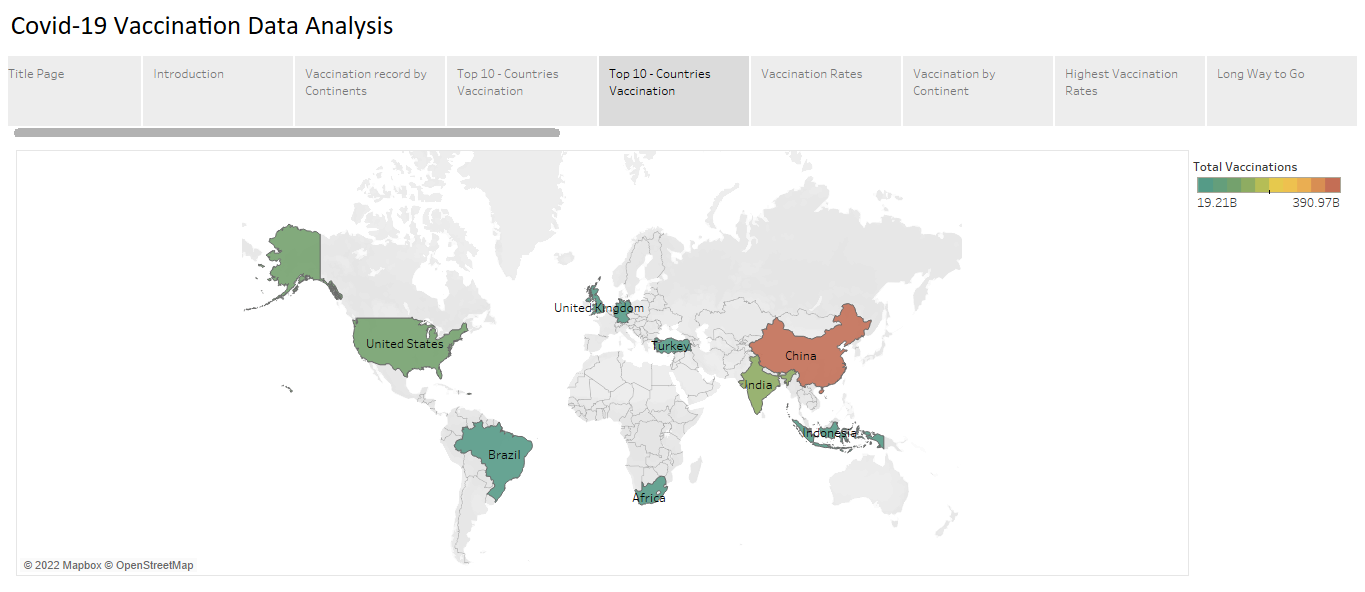 Covid-19 Vaccination Data Analysis
Title Page
Introduction
Vaccination record by
Continents
Top 10 - Countries
Vaccination
Top 10 - Countries
Vaccination
Vaccination Rates
Vaccination by
Continent
Highest Vaccination
Rates
Long Way to Go
Total Vaccinations
19.21B
390.97B
United Kingdom
United States
Turkey
China
India
Indonesia
Brazil
Africa
© 2022 Mapbox © OpenStreetMap